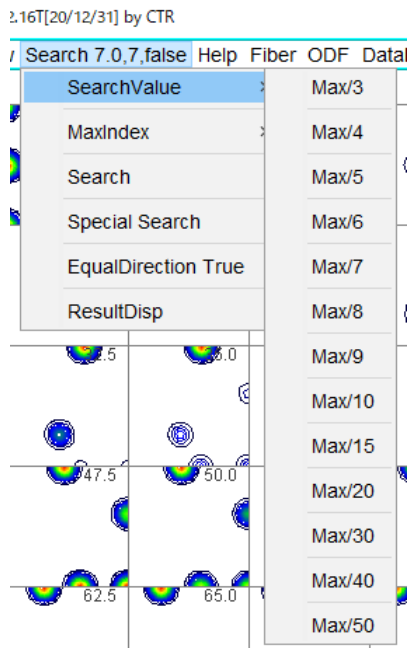 2.16T[20/12/31] by CTR
Search 7.0,7,false Help Fiber ODF Datal
SearchValue
Max/3
MaxIndex
Max/4
Search
Max/5
Special Search
Max/6
EqualDirection True
Max/7
ResultDisp
Max/8
Max/9
Max/10
Max/15
Max/20
Max/30
Max/40
Max/50
47.5 50.0
62.5 65.0